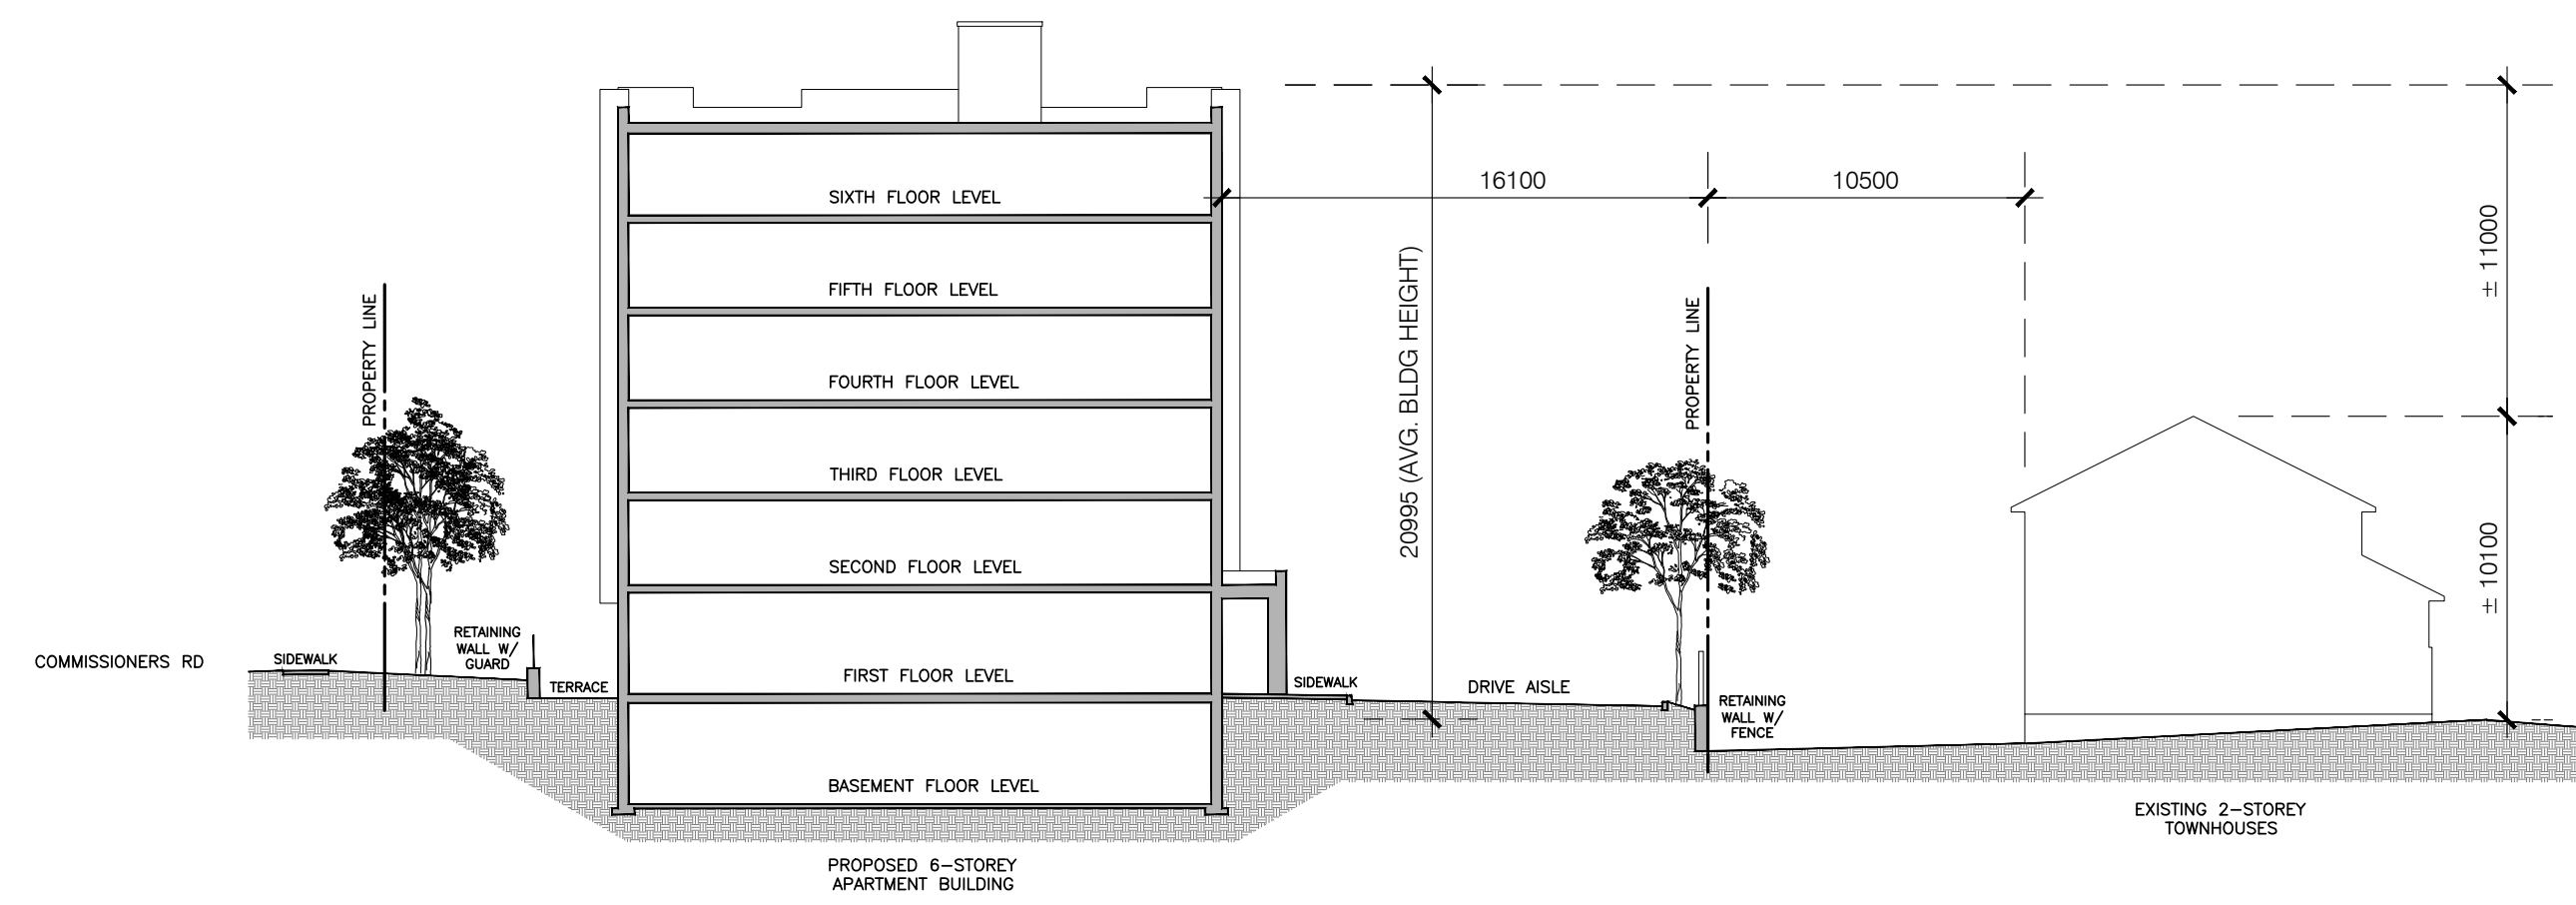 16100
10500
± 11000
± 10100
20995 (AVG. BLDG HEIGHT)
SIXTH FLOOR LEVEL
FIFTH FLOOR LEVEL
FOURTH FLOOR LEVEL
THIRD FLOOR LEVEL
SECOND FLOOR LEVEL
FIRST FLOOR LEVEL
BASEMENT FLOOR LEVEL
PROPERTY LINE
PROPERTY LINE
COMMISSIONERS RD
SIDEWALK
RETAINING
WALL W/
GUARD
TERRACE
SIDEWALK
DRIVE AISLE
RETAINING
WALL W/
FENCE
EXISTING 2-STOREY
TOWNHOUSES
PROPOSED 6-STOREY
APARTMENT BUILDING